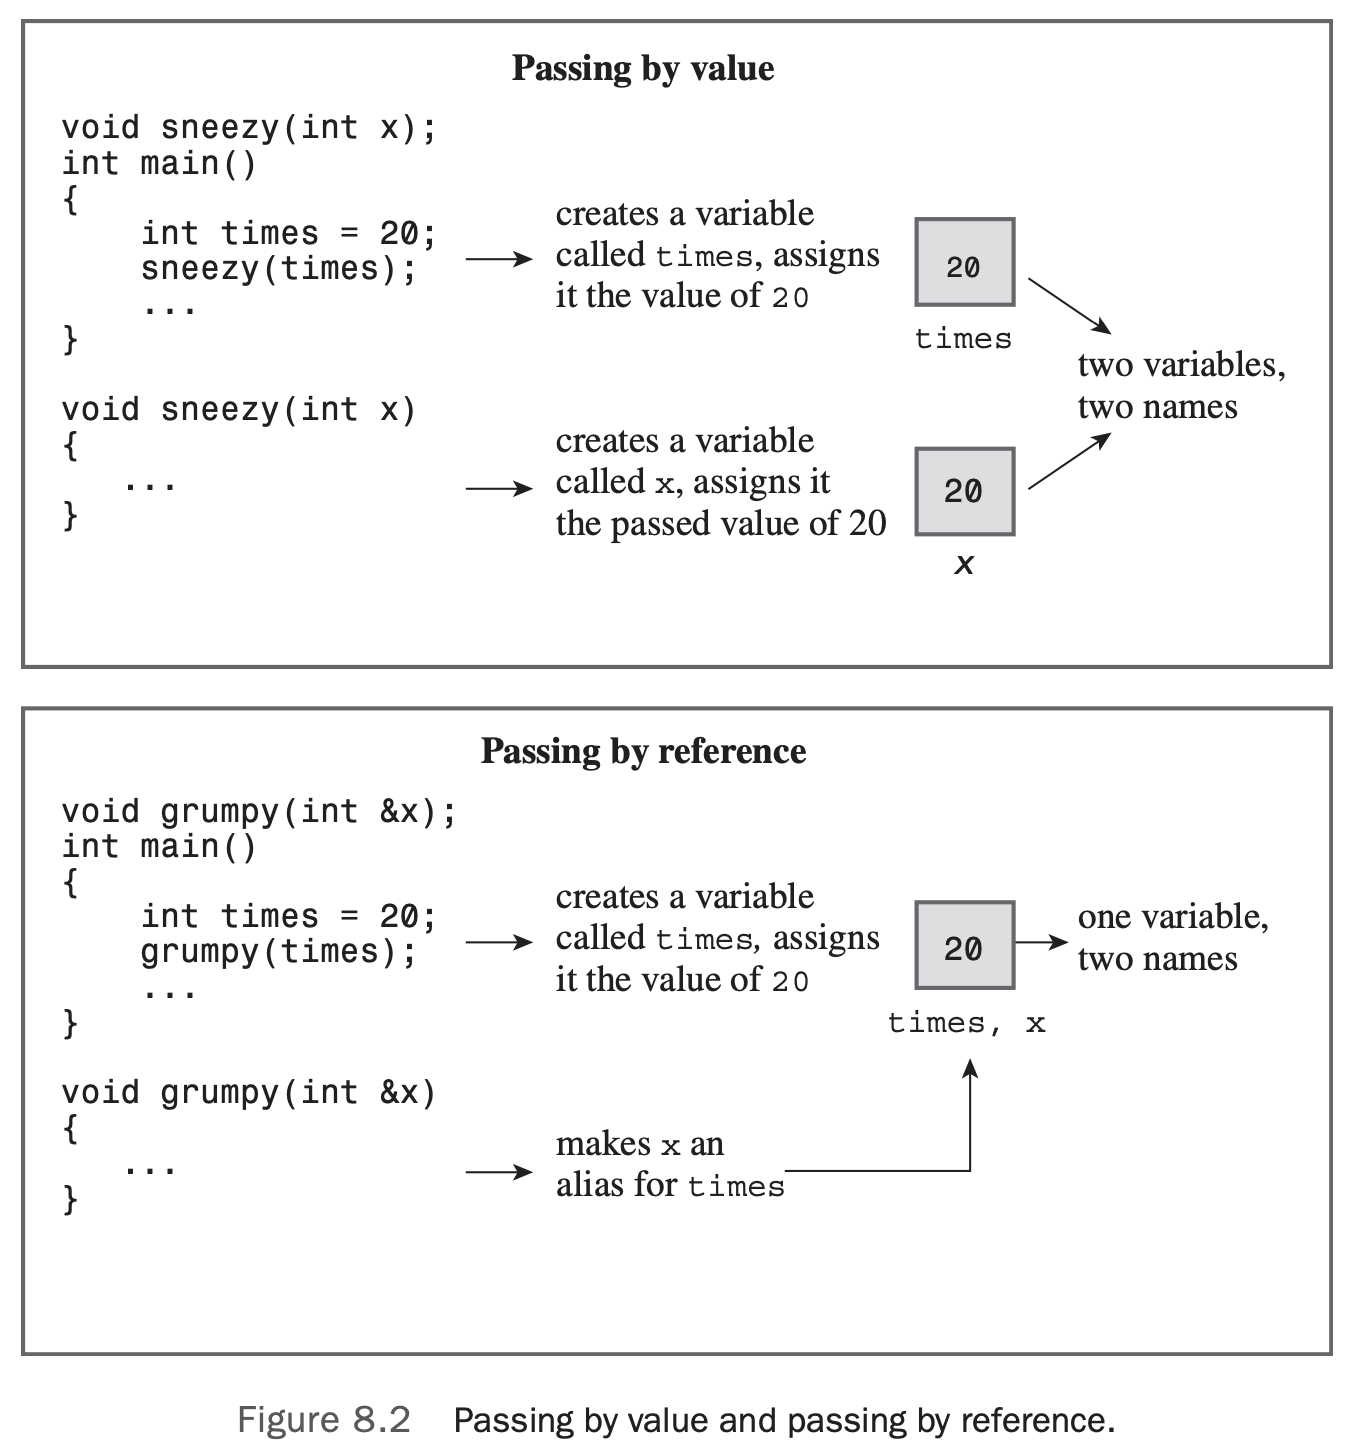 Passing by value
void sneezy(int x);
int main()
{
    int times = 20;
    sneezy(times);
    ...
}
creates a variable
called times, assigns
it the value of 20
20
times
two variables,
two names
void sneezy(int x)
{
   ...
}
creates a variable
called x, assigns it
the passed value of 20
20
x
Passing by reference
void grumpy(int &x);
int main()
{
    int times = 20;
    grumpy(times);
    ...
}
creates a variable
called times, assigns
it the value of 20
20
times, x
one variable,
two names
void grumpy(int &x)
{
   ...
}
makes x an
alias for times
Figure 8.2 Passing by value and passing by reference.